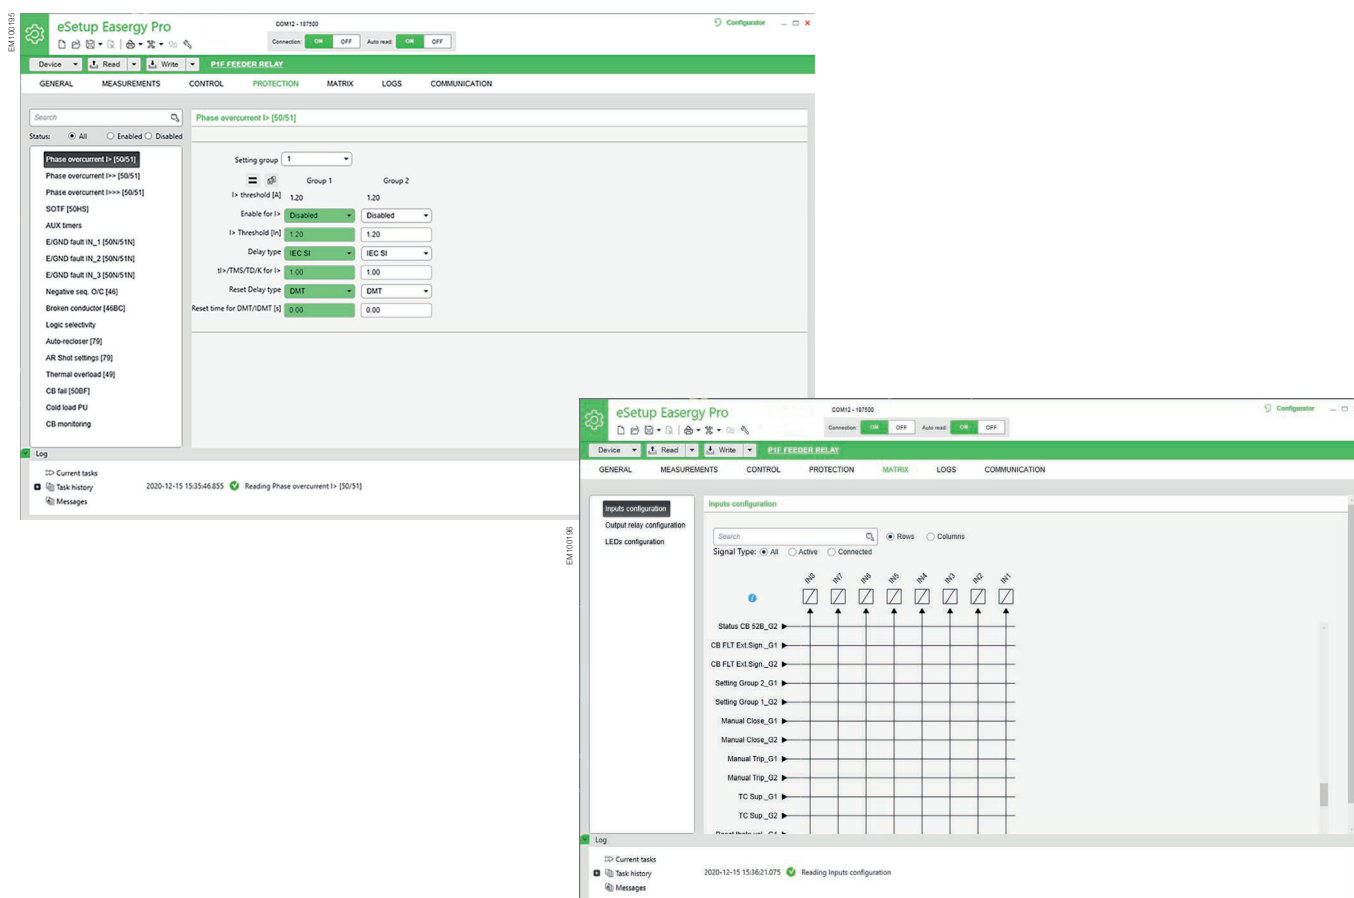 EM100195
eSetup Easergy Pro
COM12 - 187500
Configurator
Connection: ON OFF Auto read: ON OFF
Device Read Write P1F FEEDER RELAY
GENERAL MEASUREMENTS CONTROL PROTECTION MATRIX LOGS COMMUNICATION
Search
Status: All Enabled Disabled
Phase overcurrent I> [50/51]
Phase overcurrent I>> [50/51]
Phase overcurrent I>>> [50/51]
SOTF [50HS]
AUX timers
E/GND fault IN_1 [50N/51N]
E/GND fault IN_2 [50N/51N]
E/GND fault IN_3 [50N/51N]
Negative seq. O/C [46]
Broken conductor [46BC]
Logic selectivity
Auto-recloser [79]
AR Shot settings [79]
Thermal overload [49]
CB fail [50BF]
Cold load PU
CB monitoring
Phase overcurrent I> [50/51]
Setting group 1
Group 1 Group 2
I> threshold [A] 1.20 1.20
Enable for I> Disabled Disabled
I> Threshold [In] 1.20 1.20
Delay type IEC SI IEC SI
tI>/TMS/TD/K for I> 1.00 1.00
Reset Delay type DMT DMT
Reset time for DMT/IDMT [s] 0.00 0.00
Log
Current tasks
Task history 2020-12-15 15:35:46.855 Reading Phase overcurrent I> [50/51]
Messages
EM100196
eSetup Easergy Pro
COM12 - 187500
Configurator
Connection: ON OFF Auto read: ON OFF
Device Read Write P1F FEEDER RELAY
GENERAL MEASUREMENTS CONTROL PROTECTION MATRIX LOGS COMMUNICATION
Inputs configuration
Output relay configuration
LEDs configuration
Inputs configuration
Search Rows Columns
Signal Type: All Active Connected
IN8 IN7 IN6 IN5 IN4 IN3 IN2 IN1
Status CB 52B_G2
CB FLT Ext.Sign._G1
CB FLT Ext.Sign._G2
Setting Group 2_G1
Setting Group 1_G2
Manual Close_G1
Manual Close_G2
Manual Trip_G1
Manual Trip_G2
TC Sup._G1
TC Sup._G2
Log
Current tasks
Task history 2020-12-15 15:36:21.075 Reading Inputs configuration
Messages